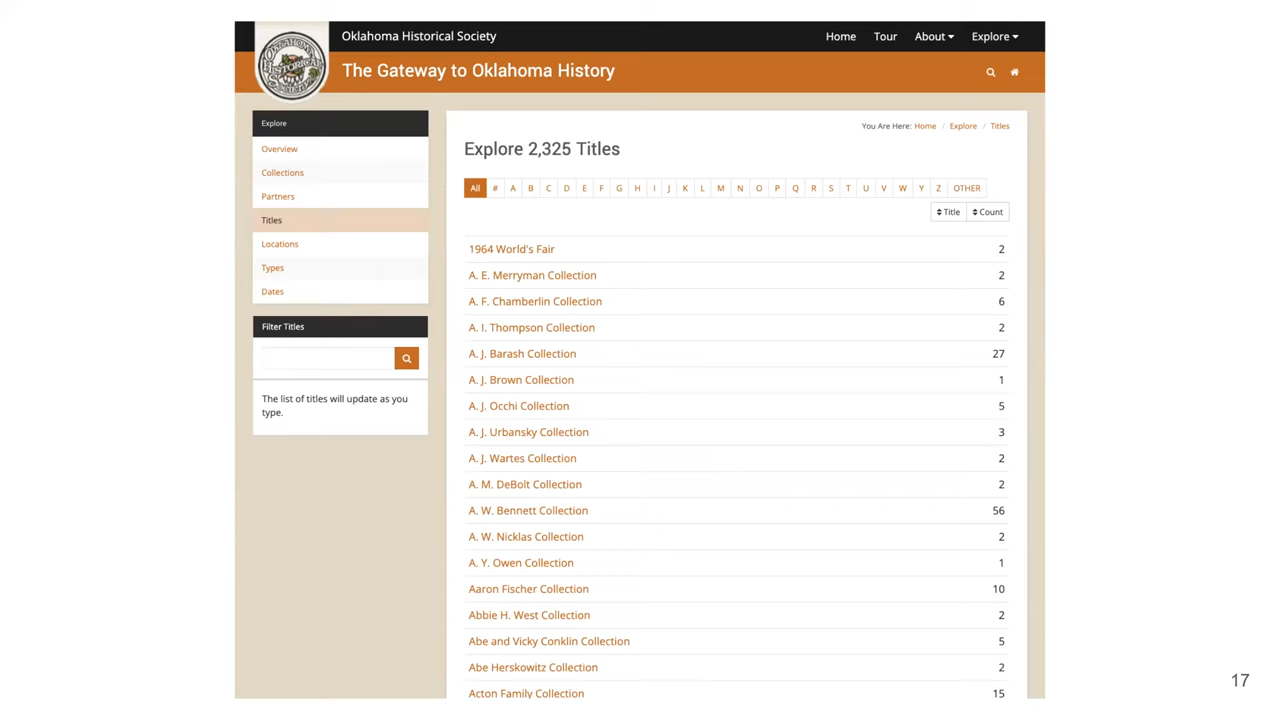 Oklahoma Historical Society
Home Tour About Explore
The Gateway to Oklahoma History
Explore
Overview
Collections
Partners
Titles
Locations
Types
Dates
Filter Titles
The list of titles will update as you
type.
You Are Here: Home / Explore / Titles
Explore 2,325 Titles
All # A B C D E F G H I J K L M N O P Q R S T U V W Y Z OTHER
Title Count
1964 World's Fair 2
A. E. Merryman Collection 2
A. F. Chamberlin Collection 6
A. I. Thompson Collection 2
A. J. Barash Collection 27
A. J. Brown Collection 1
A. J. Occhi Collection 5
A. J. Urbansky Collection 3
A. J. Wartes Collection 2
A. M. DeBolt Collection 2
A. W. Bennett Collection 56
A. W. Nicklas Collection 2
A. Y. Owen Collection 1
Aaron Fischer Collection 10
Abbie H. West Collection 2
Abe and Vicky Conklin Collection 5
Abe Herskowitz Collection 2
Acton Family Collection 15
17